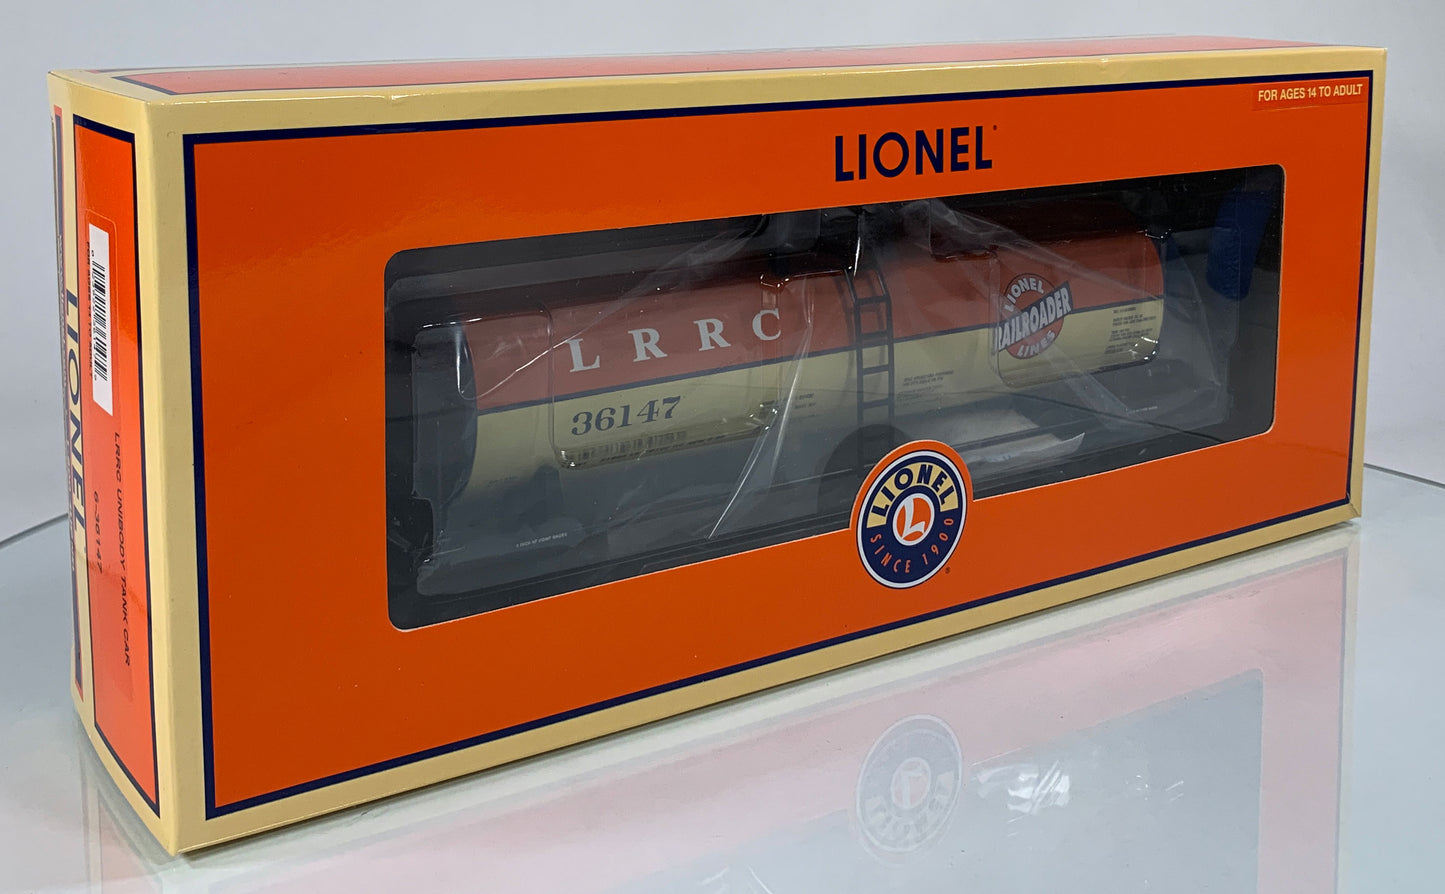 FOR AGES 14 TO ADULT
LIONEL
LRRC
36147
LIONEL
RAILROADER
LINES
LIONEL
L
SINCE 1900
LIONEL
LRRC UNIBODY TANK CAR
6-36147